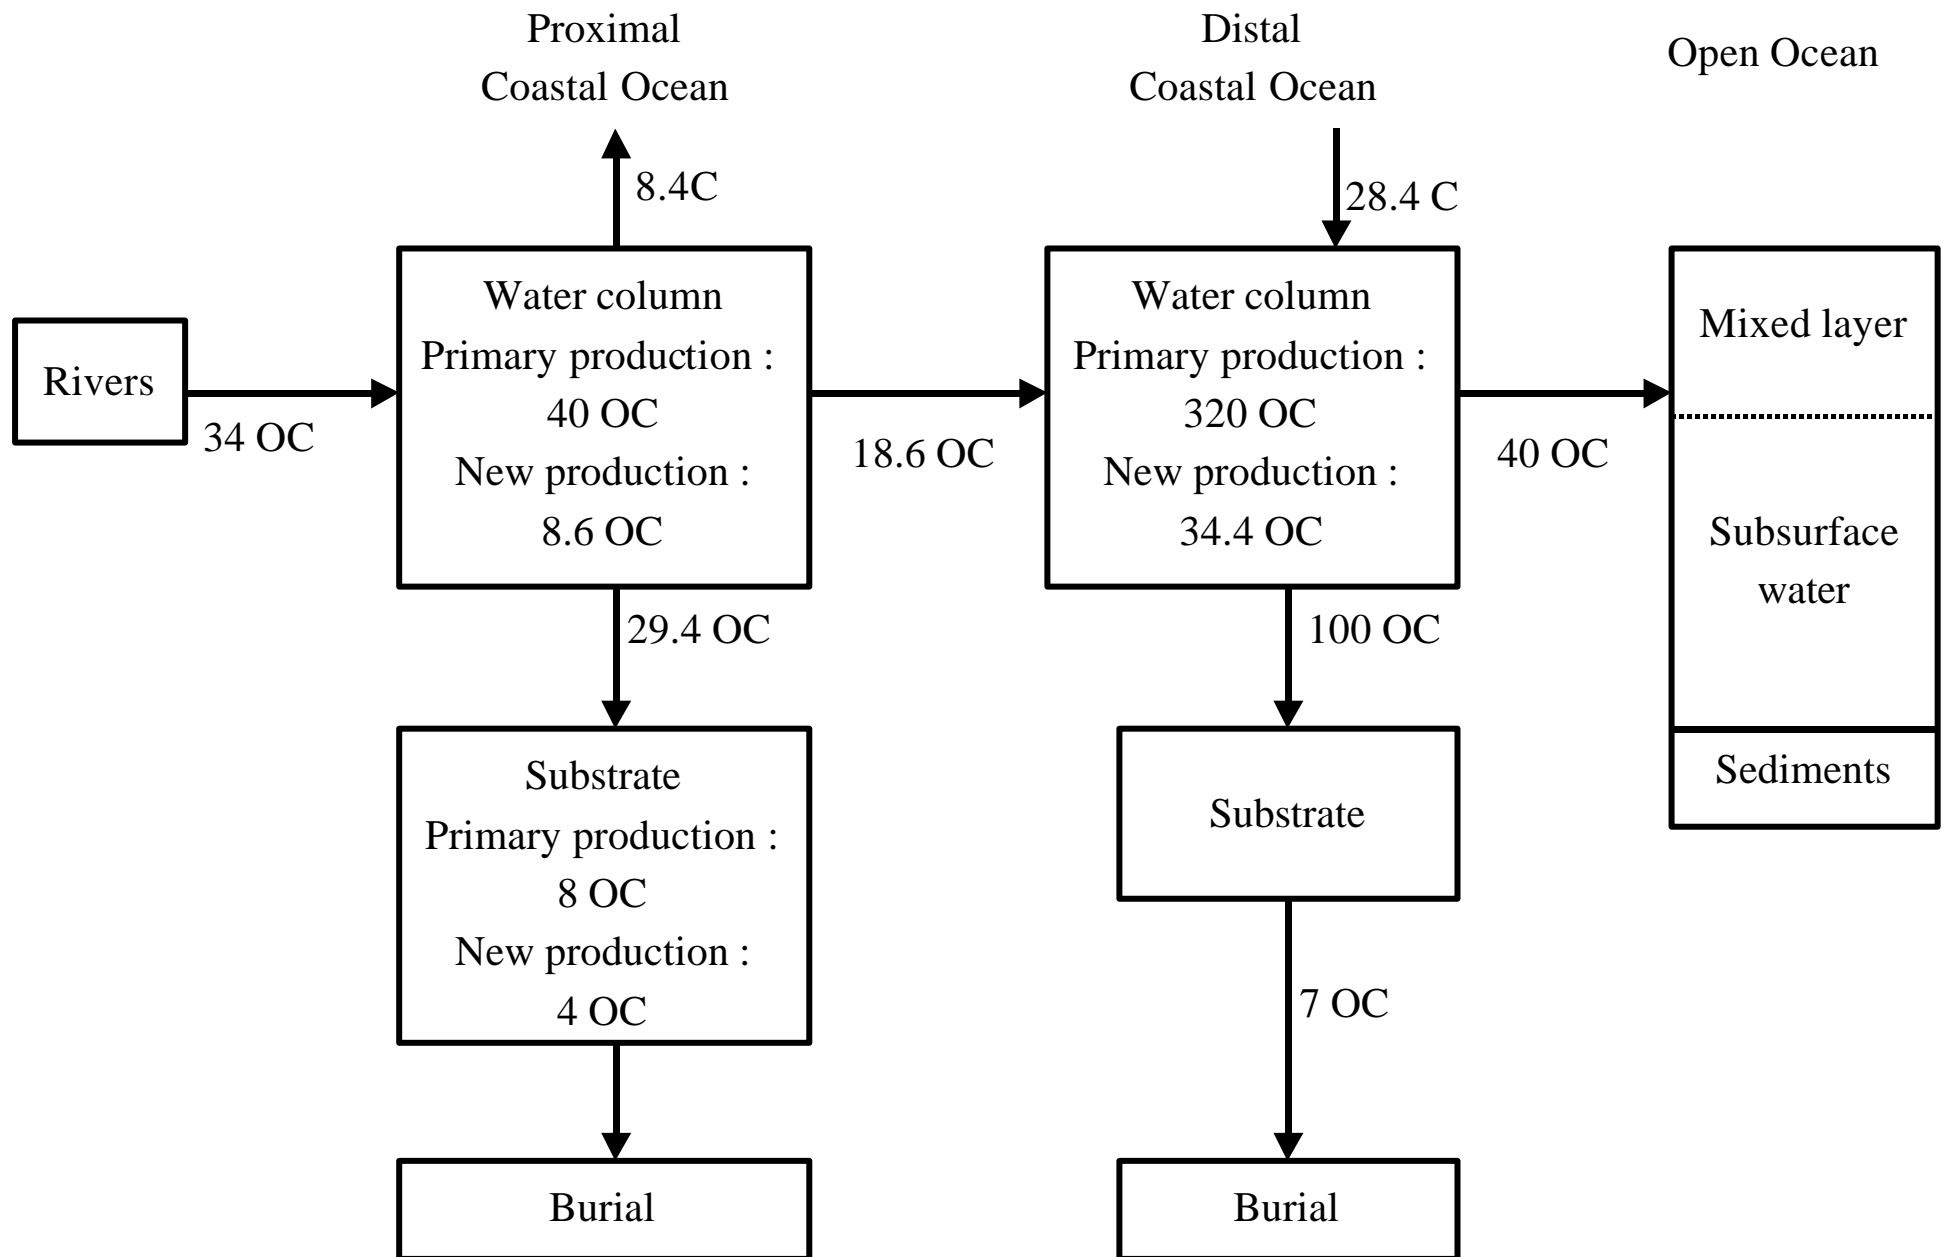 Proximal
Coastal Ocean
Distal
Coastal Ocean
Open Ocean
8.4C
28.4 C
Rivers
34 OC
Water column
Primary production :
40 OC
New production :
8.6 OC
18.6 OC
Water column
Primary production :
320 OC
New production :
34.4 OC
40 OC
Mixed layer
Subsurface
water
Sediments
29.4 OC
100 OC
Substrate
Primary production :
8 OC
New production :
4 OC
Substrate
7 OC
Burial
Burial